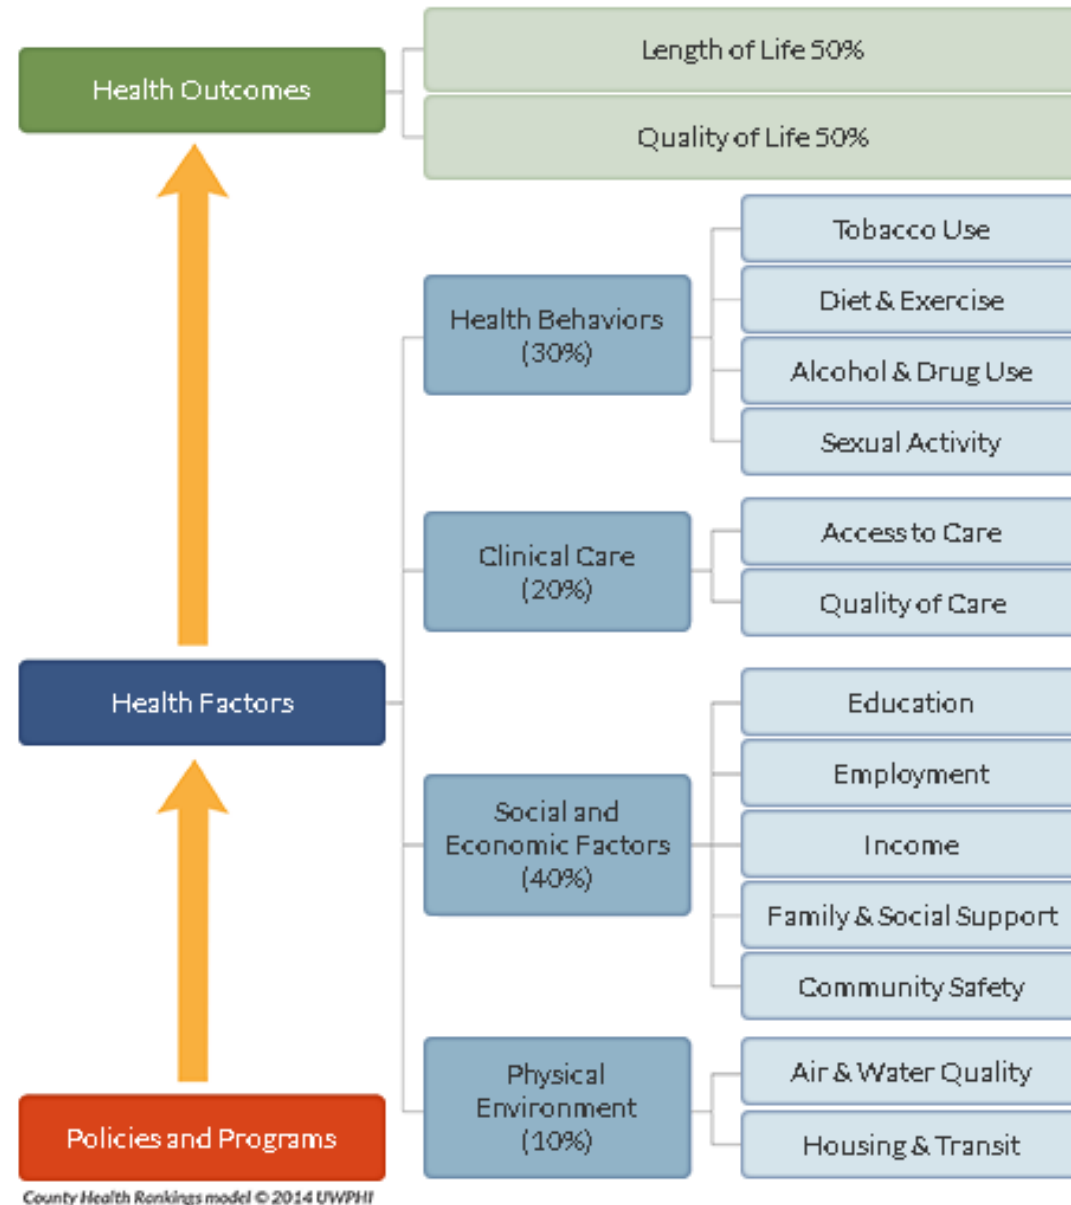 Health Outcomes
Length of Life 50%
Quality of Life 50%
Health Factors
Health Behaviors
(30%)
Tobacco Use
Diet & Exercise
Alcohol & Drug Use
Sexual Activity
Clinical Care
(20%)
Access to Care
Quality of Care
Social and
Economic Factors
(40%)
Education
Employment
Income
Family & Social Support
Community Safety
Physical
Environment
(10%)
Air & Water Quality
Housing & Transit
Policies and Programs
County Health Rankings model © 2014 UWPHI